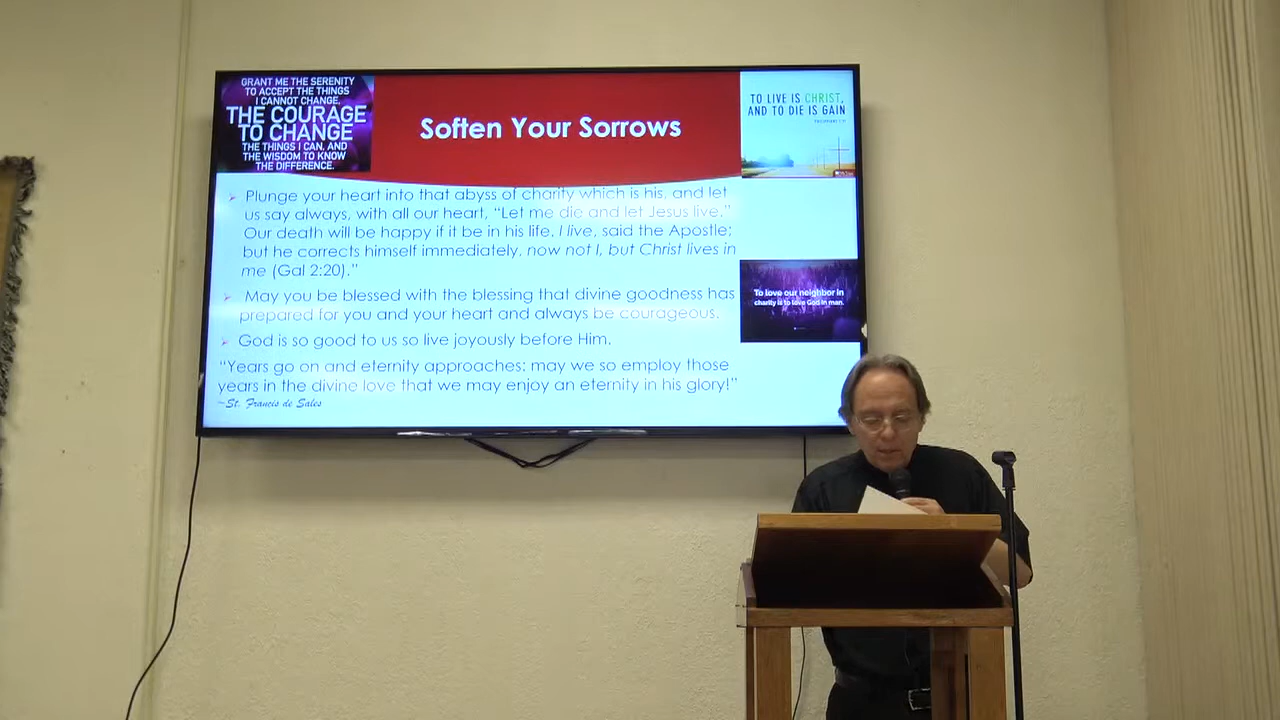 GRANT ME THE SERENITY
TO ACCEPT THE THINGS
I CANNOT CHANGE,
THE COURAGE
TO CHANGE
THE THINGS I CAN, AND
THE WISDOM TO KNOW
THE DIFFERENCE.
Soften Your Sorrows
TO LIVE IS CHRIST,
AND TO DIE IS GAIN
Plunge your heart into that abyss of charity which is his, and let
us say always, with all our heart, “Let me die and let Jesus live.”
Our death will be happy if it be in his life. I live, said the Apostle;
but he corrects himself immediately, now not I, but Christ lives in
me (Gal 2:20).”
May you be blessed with the blessing that divine goodness has
prepared for you and your heart and always be courageous.
God is so good to us so live joyously before Him.
“Years go on and eternity approaches: may we so employ those
years in the divine love that we may enjoy an eternity in his glory!”
~St. Francis de Sales
To love our neighbor in
charity is to love God in man.